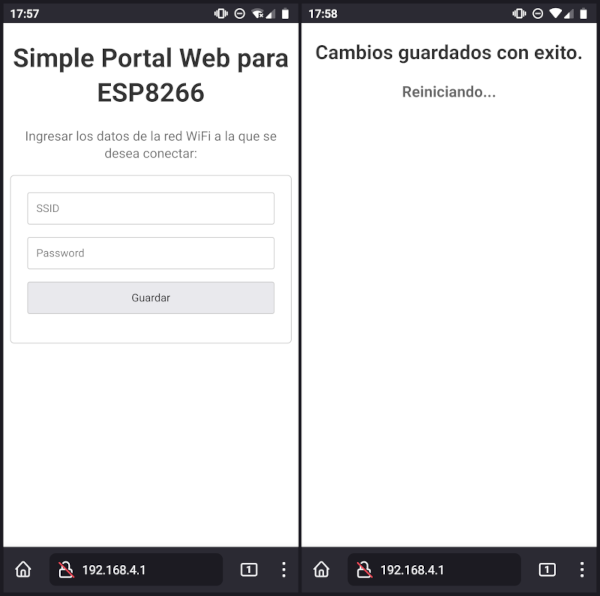 17:57
Simple Portal Web para
ESP8266
Ingresar los datos de la red WiFi a la que se
desea conectar:
SSID
Password
Guardar
192.168.4.1
1
17:58
Cambios guardados con exito.
Reiniciando...
192.168.4.1
1